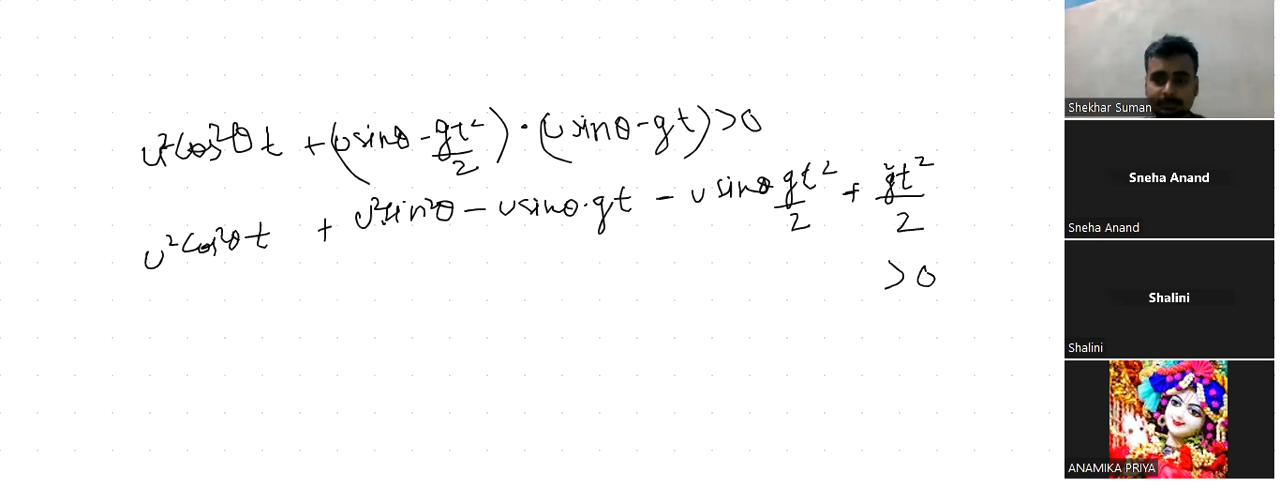 u²cos²θ t + (u sinθ - gt²/2) · (u sinθ - gt) > 0
u²cos²θ t + u²sin²θ - u sinθ · gt - u sinθ gt²/2 + g²t²/2
> 0
Shekhar Suman
Sneha Anand
Sneha Anand
Shalini
Shalini
ANAMIKA PRIYA